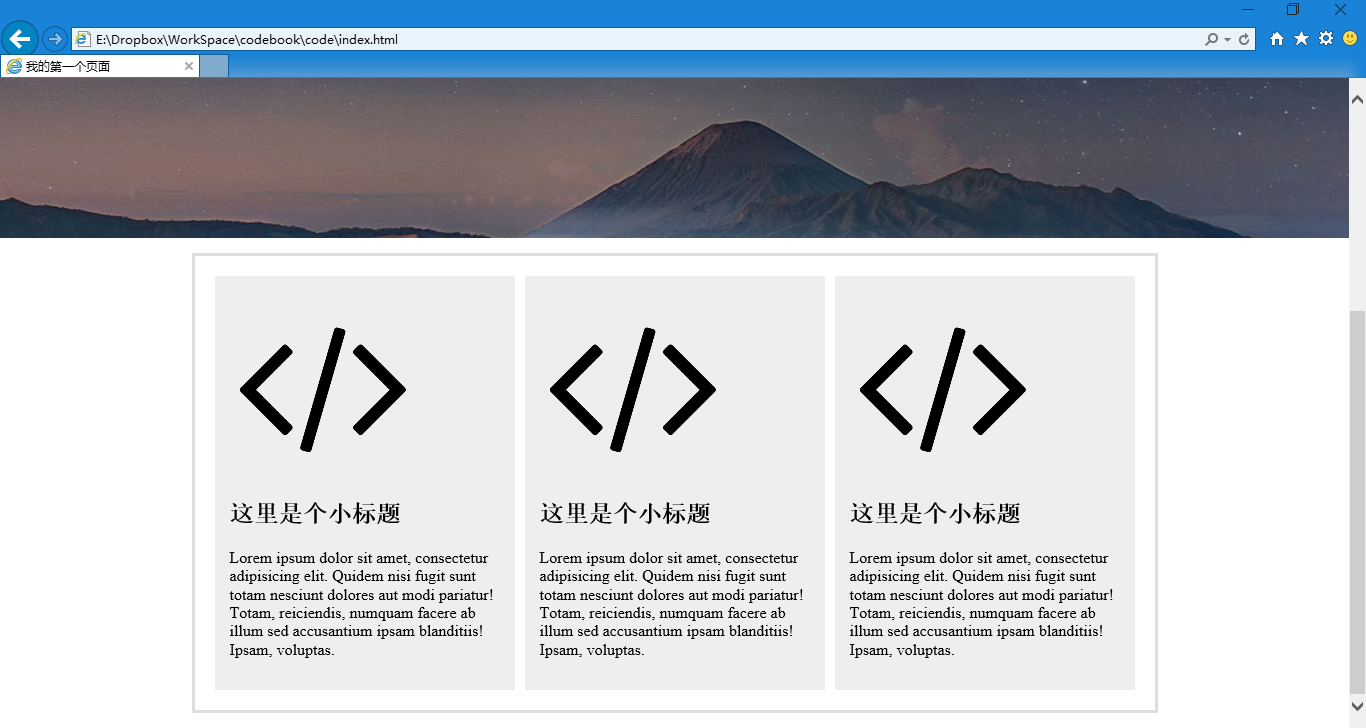 E:\Dropbox\WorkSpace\codebook\code\index.html
我的第一个页面
这里是个小标题
Lorem ipsum dolor sit amet, consectetur
adipisicing elit. Quidem nisi fugit sunt
totam nesciunt dolores aut modi pariatur!
Totam, reiciendis, numquam facere ab
illum sed accusantium ipsam blanditiis!
Ipsam, voluptas.
这里是个小标题
Lorem ipsum dolor sit amet, consectetur
adipisicing elit. Quidem nisi fugit sunt
totam nesciunt dolores aut modi pariatur!
Totam, reiciendis, numquam facere ab
illum sed accusantium ipsam blanditiis!
Ipsam, voluptas.
这里是个小标题
Lorem ipsum dolor sit amet, consectetur
adipisicing elit. Quidem nisi fugit sunt
totam nesciunt dolores aut modi pariatur!
Totam, reiciendis, numquam facere ab
illum sed accusantium ipsam blanditiis!
Ipsam, voluptas.